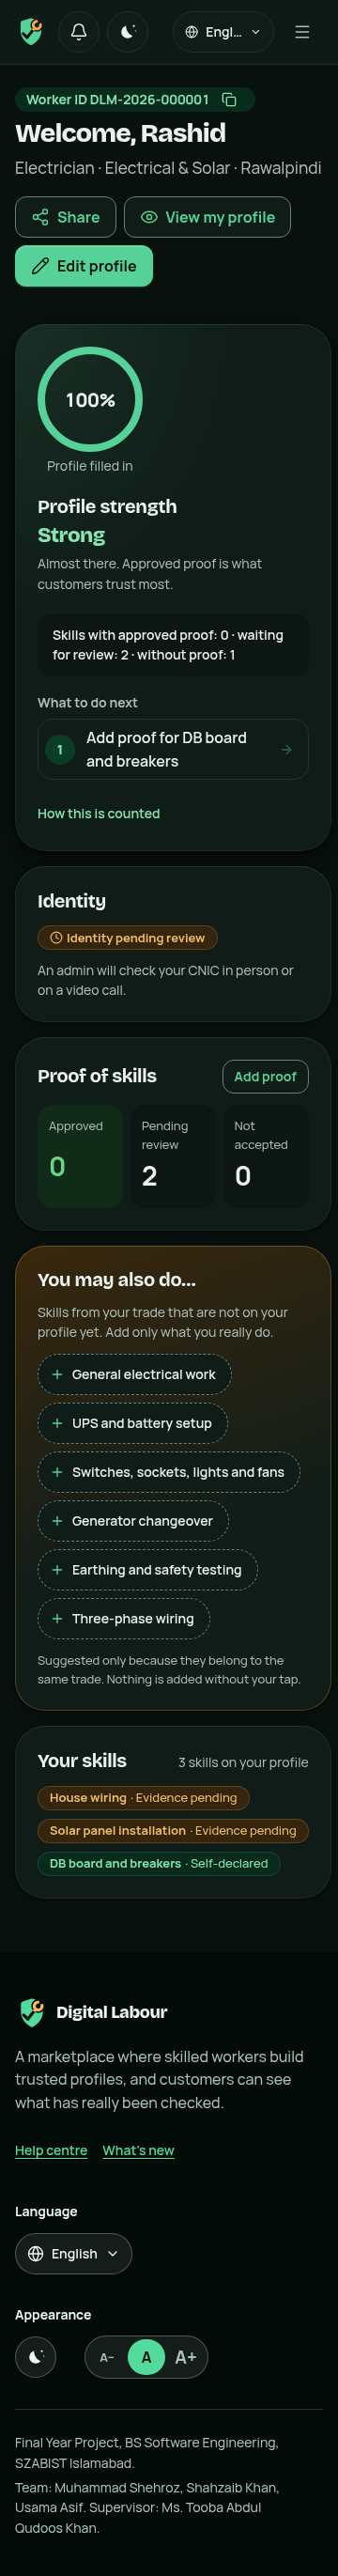 Engl...
Worker ID DLM-2026-000001
Welcome, Rashid
Electrician · Electrical & Solar · Rawalpindi
Share
View my profile
Edit profile
100%
Profile filled in
Profile strength
Strong
Almost there. Approved proof is what
customers trust most.
Skills with approved proof: 0 · waiting
for review: 2 · without proof: 1
What to do next
1
Add proof for DB board
and breakers
How this is counted
Identity
Identity pending review
An admin will check your CNIC in person or
on a video call.
Proof of skills
Add proof
Approved
0
Pending
review
2
Not
accepted
0
You may also do...
Skills from your trade that are not on your
profile yet. Add only what you really do.
+ General electrical work
+ UPS and battery setup
+ Switches, sockets, lights and fans
+ Generator changeover
+ Earthing and safety testing
+ Three-phase wiring
Suggested only because they belong to the
same trade. Nothing is added without your tap.
Your skills
3 skills on your profile
House wiring · Evidence pending
Solar panel installation · Evidence pending
DB board and breakers · Self-declared
Digital Labour
A marketplace where skilled workers build
trusted profiles, and customers can see
what has really been checked.
Help centre
What's new
Language
English
Appearance
A−
A
A+
Final Year Project, BS Software Engineering,
SZABIST Islamabad.
Team: Muhammad Shehroz, Shahzaib Khan,
Usama Asif. Supervisor: Ms. Tooba Abdul
Qudoos Khan.